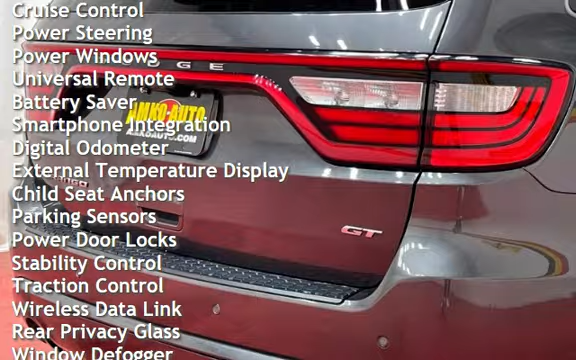 Cruise Control
Power Steering
Power Windows
Universal Remote
Battery Saver
Smartphone Integration
Digital Odometer
External Temperature Display
Child Seat Anchors
Parking Sensors
Power Door Locks
Stability Control
Traction Control
Wireless Data Link
Rear Privacy Glass
Window Defogger
G E
AMKO-AUTO
AMKOAUTO.COM
GT